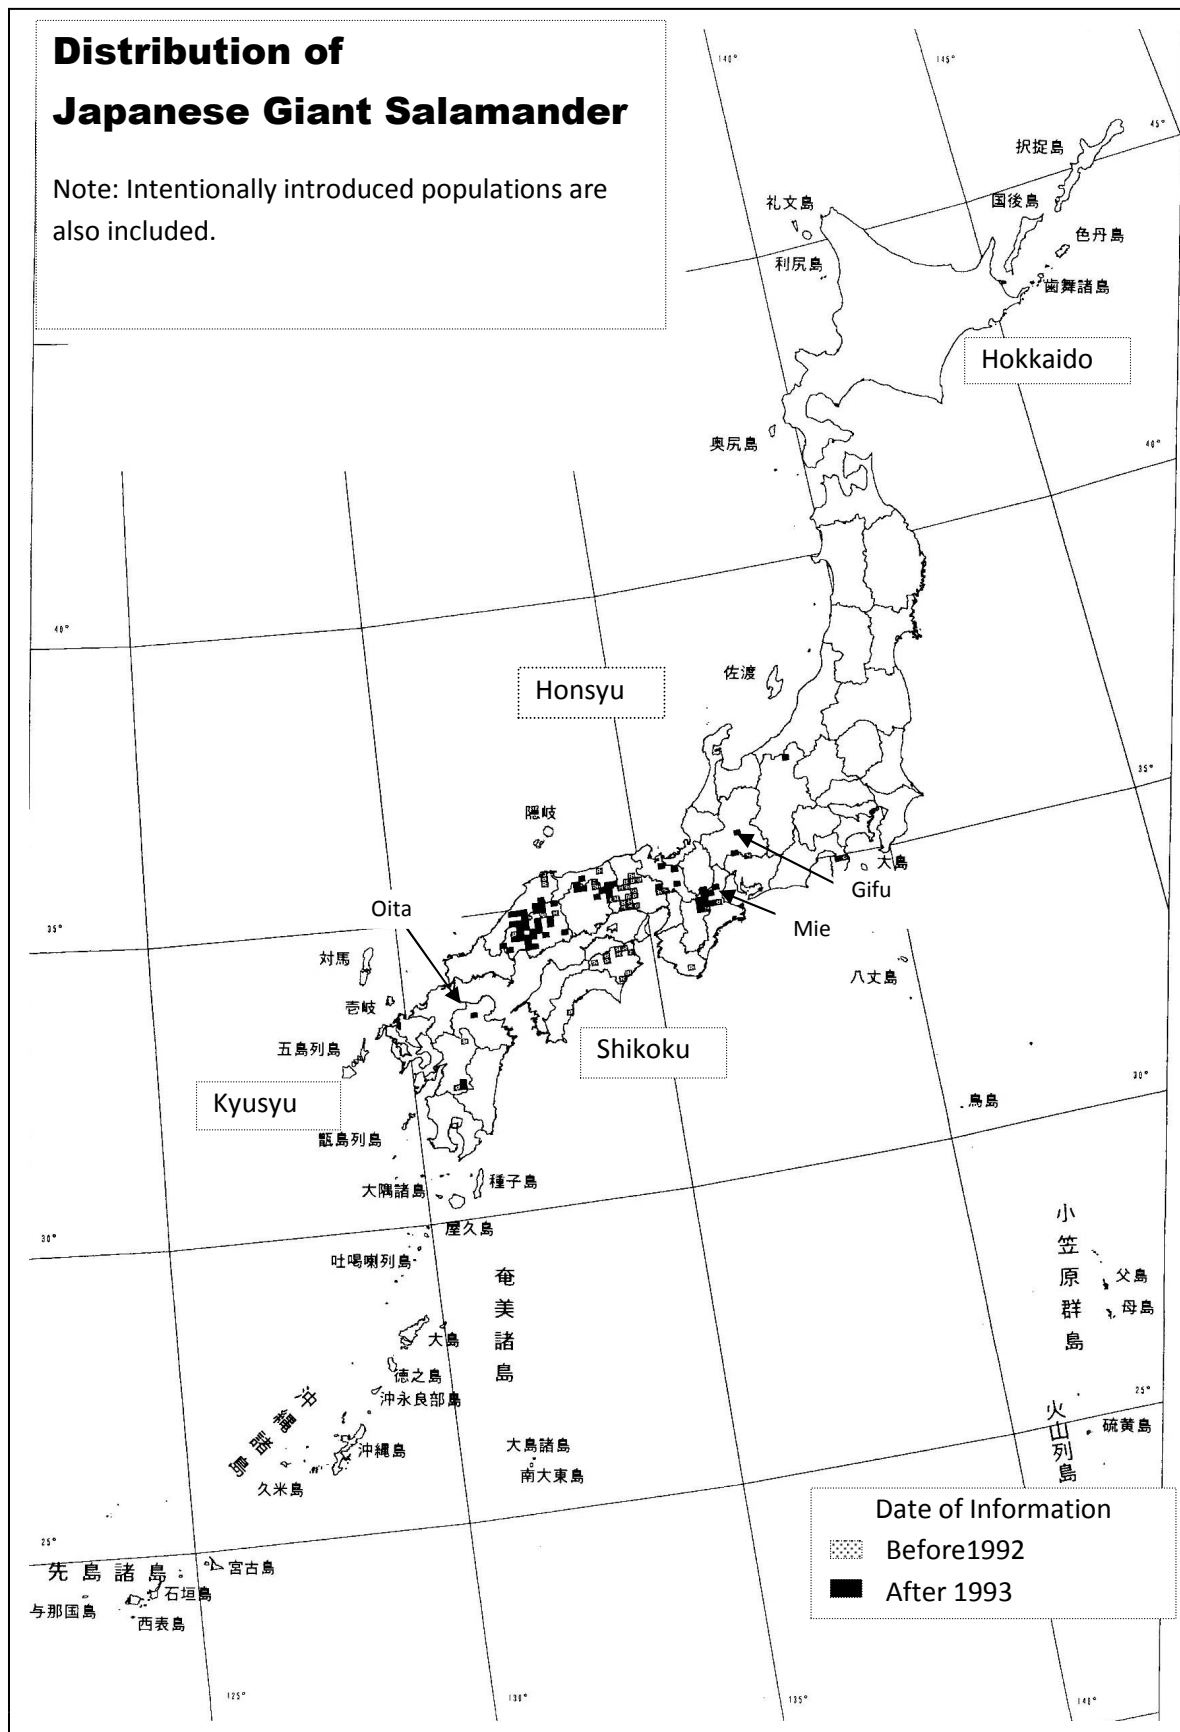 Distribution of
Japanese Giant Salamander
Note: Intentionally introduced populations are
also included.
140°
145°
45°
択捉島
国後島
礼文島
色丹島
利尻島
歯舞諸島
Hokkaido
奥尻島
40°
40°
佐渡
Honsyu
35°
隠岐
大島
Gifu
Oita
Mie
35°
対馬
八丈島
壱岐
五島列島
Shikoku
Kyusyu
30°
鳥島
甑島列島
大隅諸島
種子島
屋久島
30°
吐喝喇列島
小笠原群島
奄美諸島
父島
母島
大島
徳之島
沖永良部島
25°
沖縄諸島
火山列島
硫黄島
沖縄島
大島諸島
久米島
南大東島
Date of Information
Before1992
After 1993
25°
先島諸島
宮古島
石垣島
与那国島
西表島
125°
130°
135°
140°